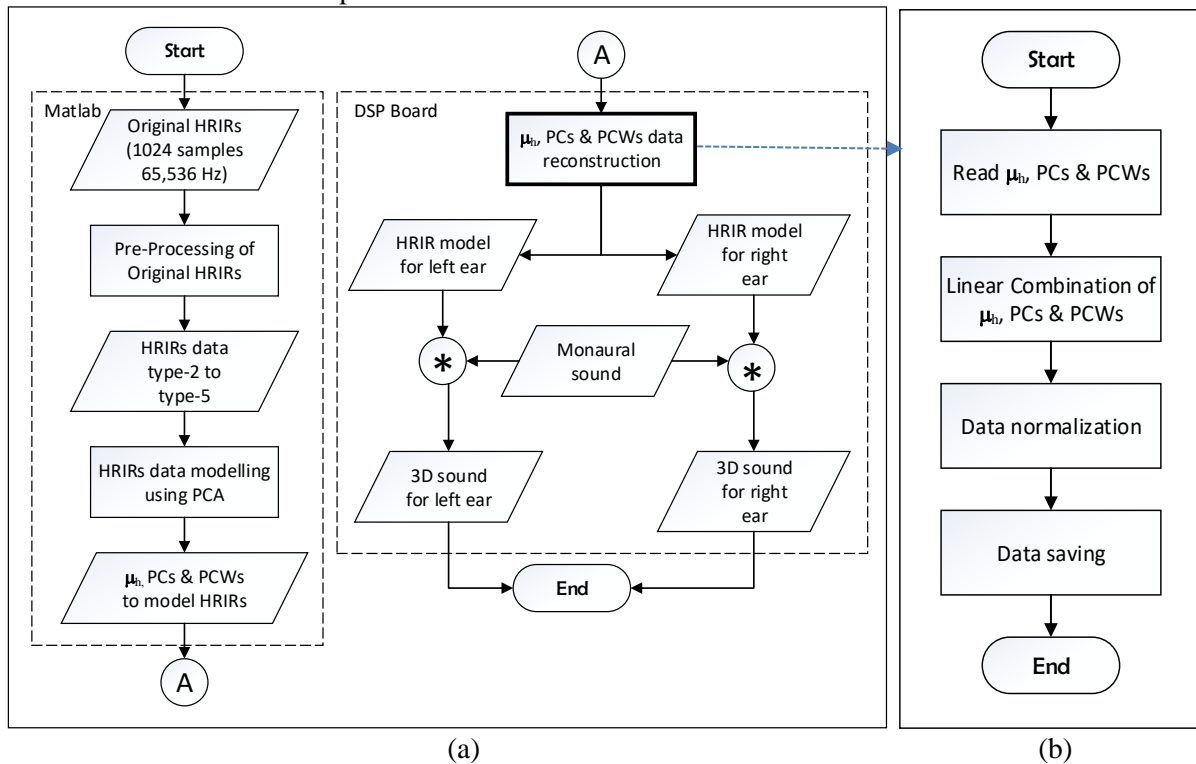 Start
Matlab
Original HRIRs
(1024 samples
65,536 Hz)
Pre-Processing of
Original HRIRs
HRIRs data
type-2 to
type-5
HRIRs data modelling
using PCA
μh, PCs & PCWs
to model HRIRs
A
A
DSP Board
μh, PCs & PCWs data
reconstruction
HRIR model
for left ear
HRIR model
for right
ear
*
Monaural
sound
*
3D sound
for left ear
3D sound
for right
ear
End
(a)
Start
Read μh, PCs & PCWs
Linear Combination of
μh, PCs & PCWs
Data normalization
Data saving
End
(b)